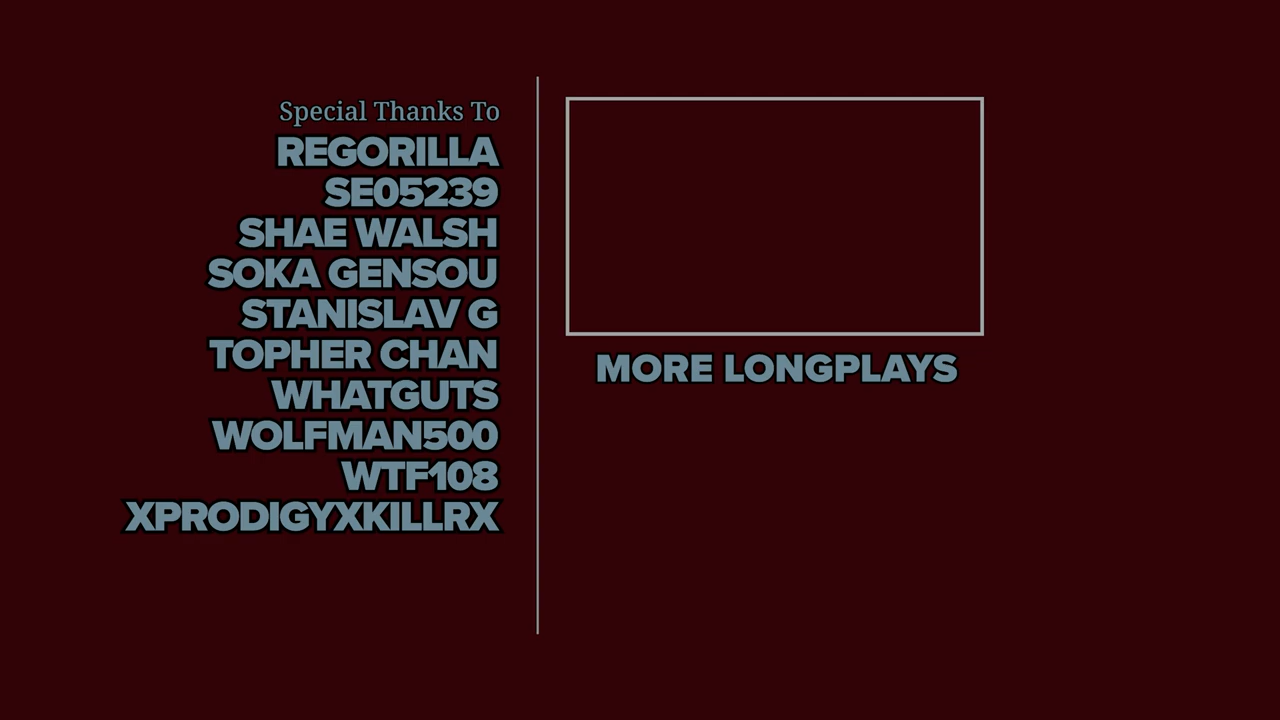 Special Thanks To
REGORILLA
SE05239
SHAE WALSH
SOKA GENSOU
STANISLAV G
TOPHER CHAN
WHATGUTS
WOLFMAN500
WTF108
XPRODIGYXKILLRX
MORE LONGPLAYS